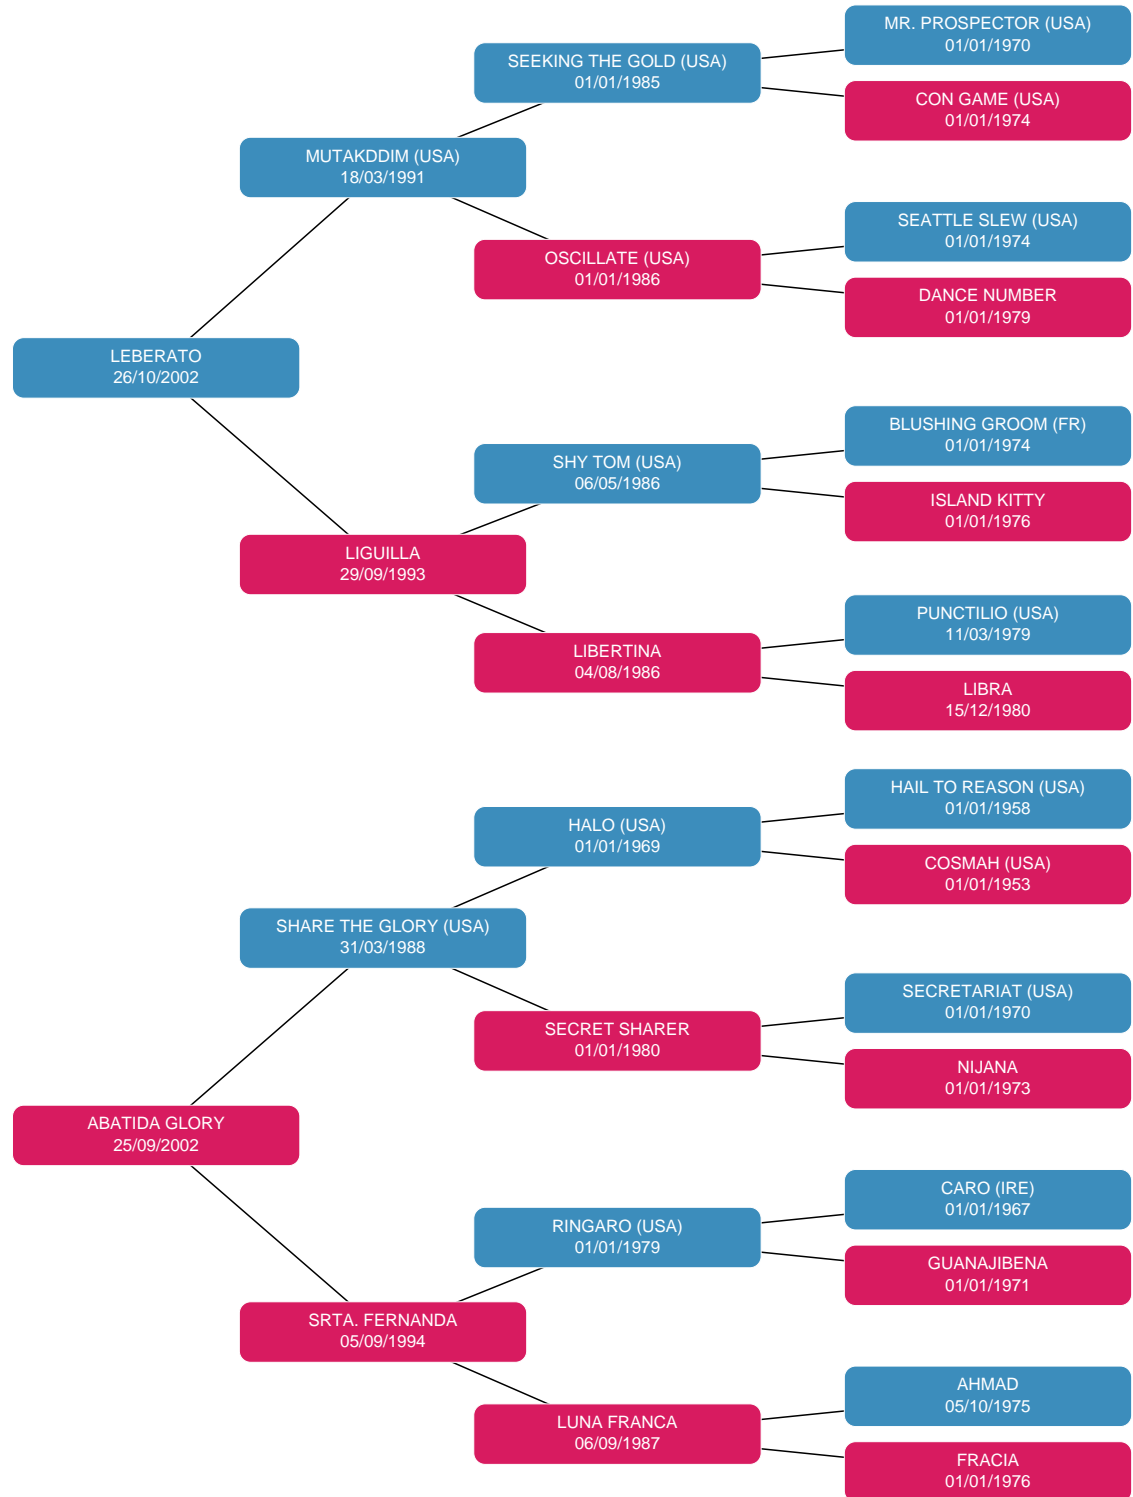 MR. PROSPECTOR (USA)
01/01/1970
SEEKING THE GOLD (USA)
01/01/1985
CON GAME (USA)
01/01/1974
MUTAKDDIM (USA)
18/03/1991
SEATTLE SLEW (USA)
01/01/1974
OSCILLATE (USA)
01/01/1986
DANCE NUMBER
01/01/1979
LEBERATO
26/10/2002
BLUSHING GROOM (FR)
01/01/1974
SHY TOM (USA)
06/05/1986
ISLAND KITTY
01/01/1976
LIGUILLA
29/09/1993
PUNCTILIO (USA)
11/03/1979
LIBERTINA
04/08/1986
LIBRA
15/12/1980
HAIL TO REASON (USA)
01/01/1958
HALO (USA)
01/01/1969
COSMAH (USA)
01/01/1953
SHARE THE GLORY (USA)
31/03/1988
SECRETARIAT (USA)
01/01/1970
SECRET SHARER
01/01/1980
NIJANA
01/01/1973
ABATIDA GLORY
25/09/2002
CARO (IRE)
01/01/1967
RINGARO (USA)
01/01/1979
GUANAJIBENA
01/01/1971
SRTA. FERNANDA
05/09/1994
AHMAD
05/10/1975
LUNA FRANCA
06/09/1987
FRACIA
01/01/1976